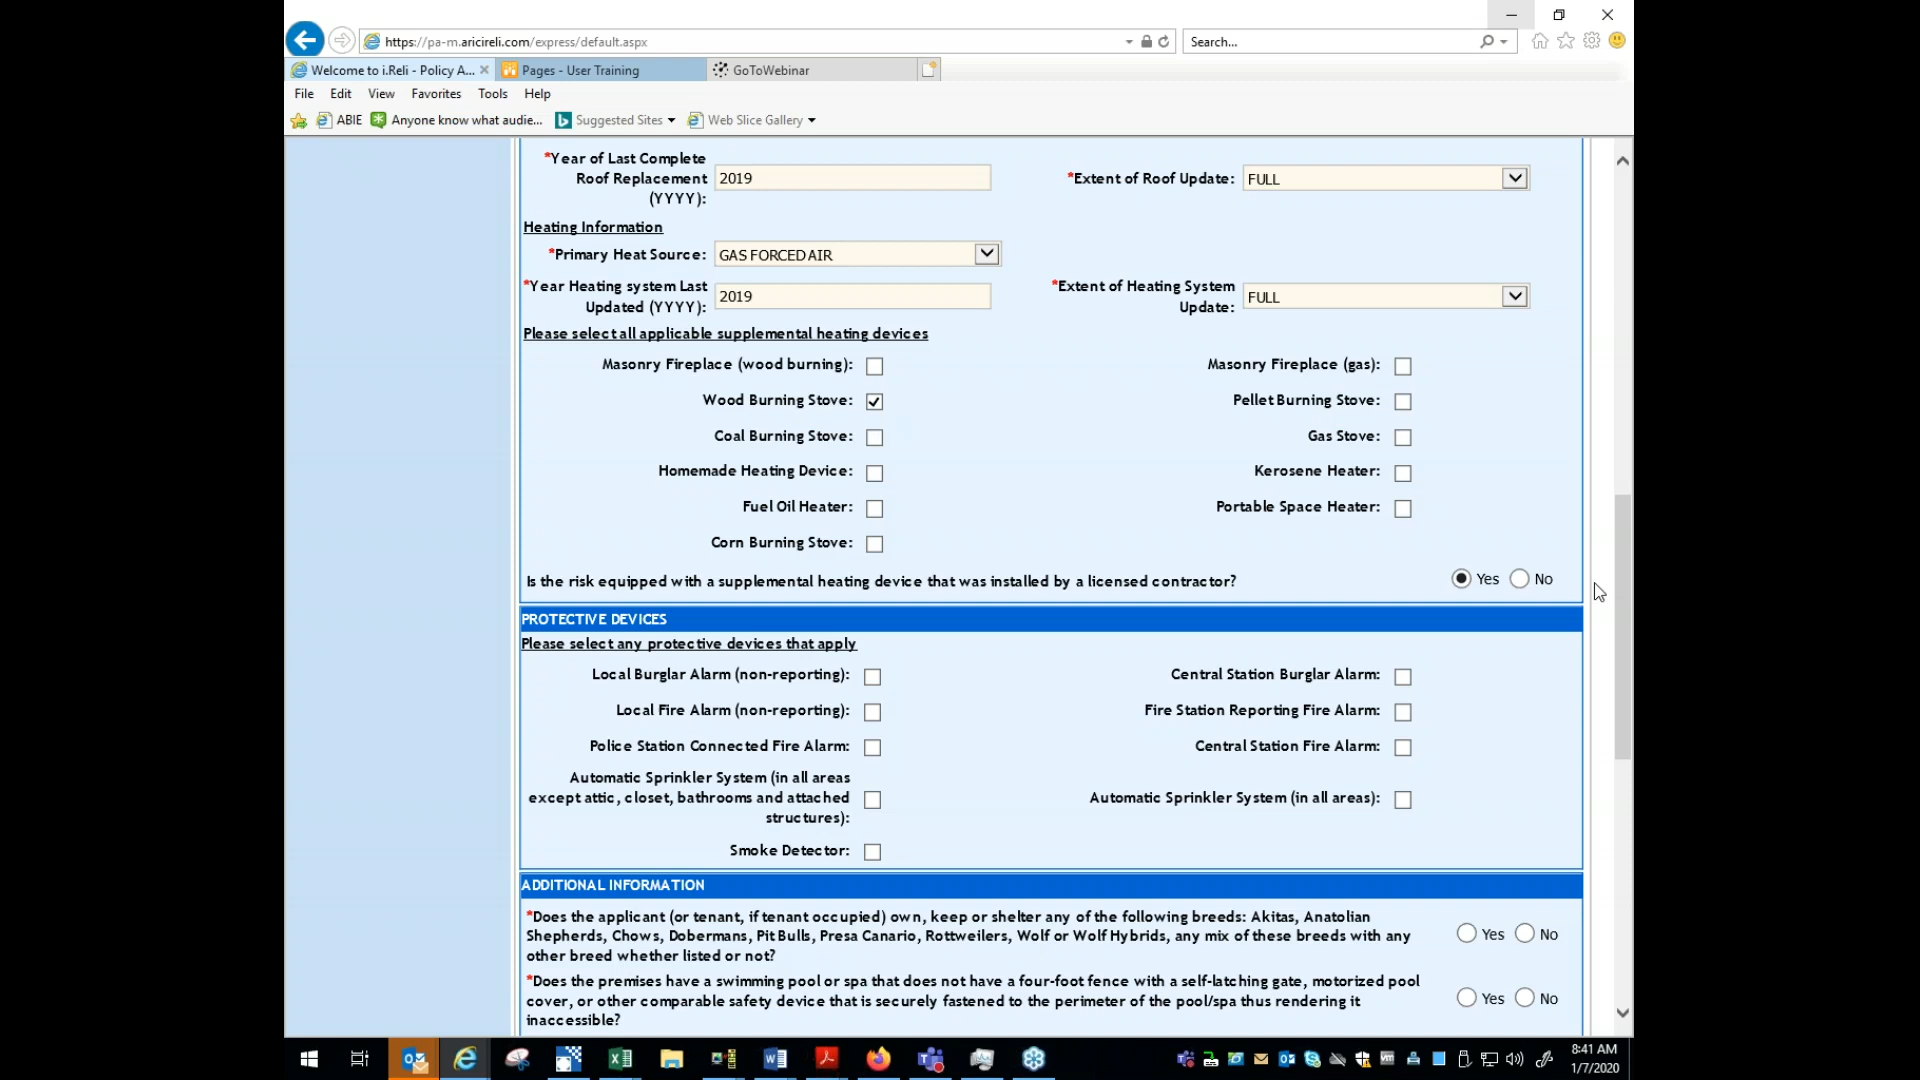 https://pa-m.aricireli.com/express/default.aspx
Search...
Welcome to i.Reli - Policy A...
Pages - User Training
GoToWebinar
File Edit View Favorites Tools Help
ABIE
Anyone know what audie...
Suggested Sites
Web Slice Gallery
*Year of Last Complete
Roof Replacement
(YYYY):
2019
*Extent of Roof Update:
FULL
Heating Information
*Primary Heat Source:
GAS FORCED AIR
*Year Heating system Last
Updated (YYYY):
2019
*Extent of Heating System
Update:
FULL
Please select all applicable supplemental heating devices
Masonry Fireplace (wood burning):
Masonry Fireplace (gas):
Wood Burning Stove:
Pellet Burning Stove:
Coal Burning Stove:
Gas Stove:
Homemade Heating Device:
Kerosene Heater:
Fuel Oil Heater:
Portable Space Heater:
Corn Burning Stove:
Is the risk equipped with a supplemental heating device that was installed by a licensed contractor?
Yes No
PROTECTIVE DEVICES
Please select any protective devices that apply
Local Burglar Alarm (non-reporting):
Central Station Burglar Alarm:
Local Fire Alarm (non-reporting):
Fire Station Reporting Fire Alarm:
Police Station Connected Fire Alarm:
Central Station Fire Alarm:
Automatic Sprinkler System (in all areas
except attic, closet, bathrooms and attached
structures):
Automatic Sprinkler System (in all areas):
Smoke Detector:
ADDITIONAL INFORMATION
*Does the applicant (or tenant, if tenant occupied) own, keep or shelter any of the following breeds: Akitas, Anatolian
Shepherds, Chows, Dobermans, Pit Bulls, Presa Canario, Rottweilers, Wolf or Wolf Hybrids, any mix of these breeds with any
other breed whether listed or not?
Yes No
*Does the premises have a swimming pool or spa that does not have a four-foot fence with a self-latching gate, motorized pool
cover, or other comparable safety device that is securely fastened to the perimeter of the pool/spa thus rendering it
inaccessible?
Yes No
8:41 AM
1/7/2020